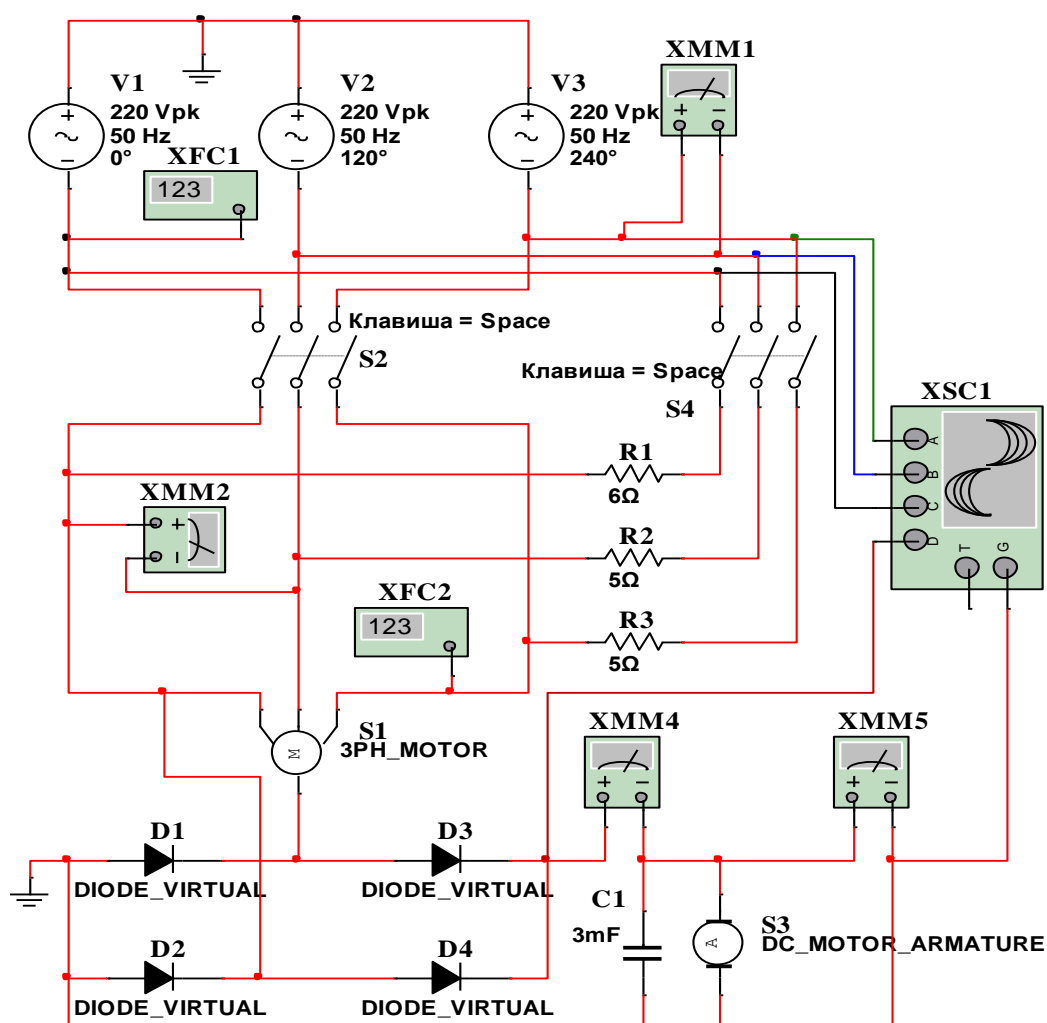 XMM1
V1
220 Vpk
50 Hz
0°
V2
220 Vpk
50 Hz
120°
V3
220 Vpk
50 Hz
240°
+ −
XFC1
123
Клавиша = Space
S2
Клавиша = Space
S4
XSC1
A
B
C
D
T
G
R1
6Ω
XMM2
+
−
R2
5Ω
XFC2
123
R3
5Ω
S1
3PH_MOTOR
M
XMM4
+ −
XMM5
+ −
D1
DIODE_VIRTUAL
D3
DIODE_VIRTUAL
C1
3mF
S3
DC_MOTOR_ARMATURE
A
D2
DIODE_VIRTUAL
D4
DIODE_VIRTUAL